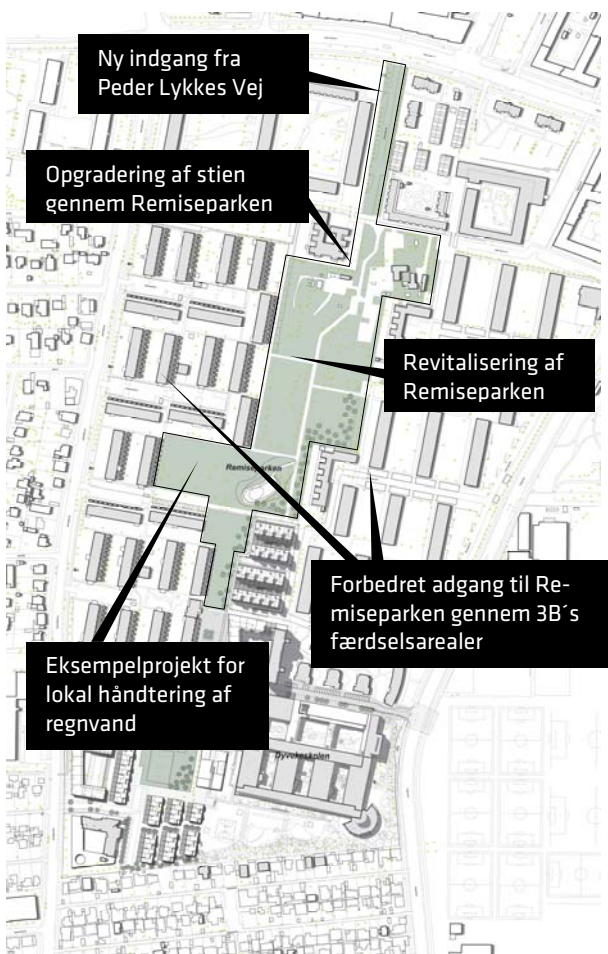 Ny indgang fra
Peder Lykkes Vej
Opgradering af stien
gennem Remiseparken
Revitalisering af
Remiseparken
Remiseparken
Forbedret adgang til Re-
miseparken gennem 3B´s
færdselsarealer
Eksempelprojekt for
lokal håndtering af
regnvand
Dyvekeskolen